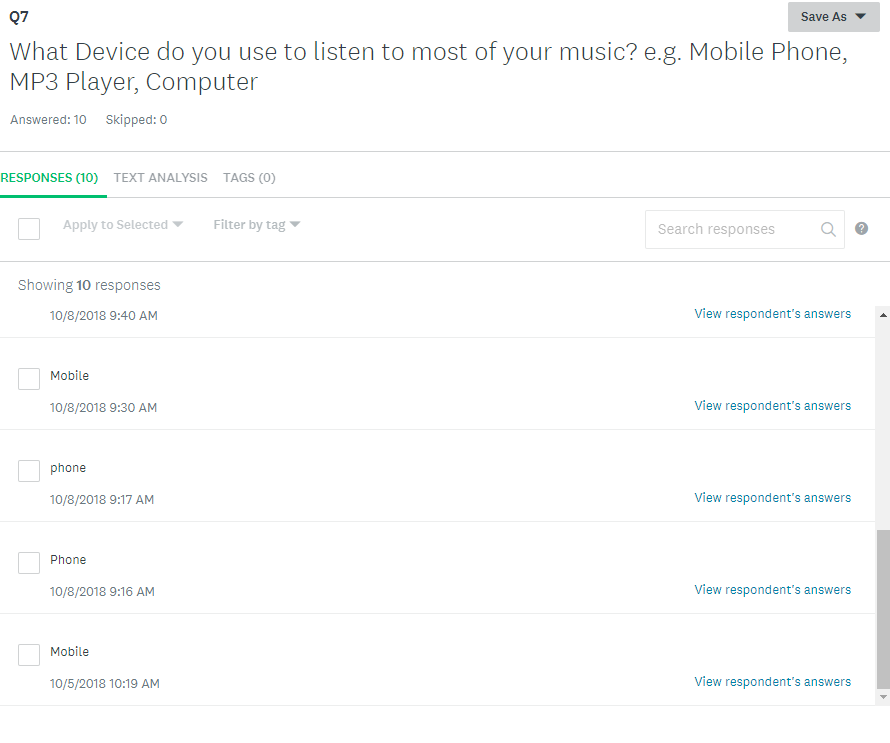 Q7
Save As
What Device do you use to listen to most of your music? e.g. Mobile Phone,
MP3 Player, Computer
Answered: 10 Skipped: 0
RESPONSES (10) TEXT ANALYSIS TAGS (0)
Apply to Selected Filter by tag Search responses ?
Showing 10 responses
10/8/2018 9:40 AM View respondent's answers
Mobile
10/8/2018 9:30 AM View respondent's answers
phone
10/8/2018 9:17 AM View respondent's answers
Phone
10/8/2018 9:16 AM View respondent's answers
Mobile
10/5/2018 10:19 AM View respondent's answers